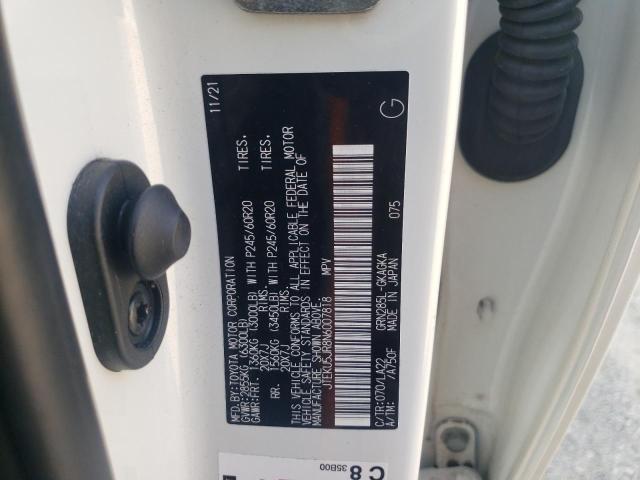 MFD.BY:TOYOTA MOTOR CORPORATION 11/21
GVWR:2855KG (6300LB)
GAWR:FRT. 1360KG (3000LB) WITH P245/60R20 TIRES.
20X7J RIMS.
RR. 1560KG (3450LB) WITH P245/60R20 TIRES.
20X7J RIMS.
THIS VEHICLE CONFORMS TO ALL APPLICABLE FEDERAL MOTOR
VEHICLE SAFETY STANDARDS IN EFFECT ON THE DATE OF
MANUFACTURE SHOWN ABOVE.
JTEKU5JR8N6007818 MPV
G
C/TR:070/LA22 GRN285L-GKAGKA 075
A/TM: /A750F MADE IN JAPAN
C 8
35B00